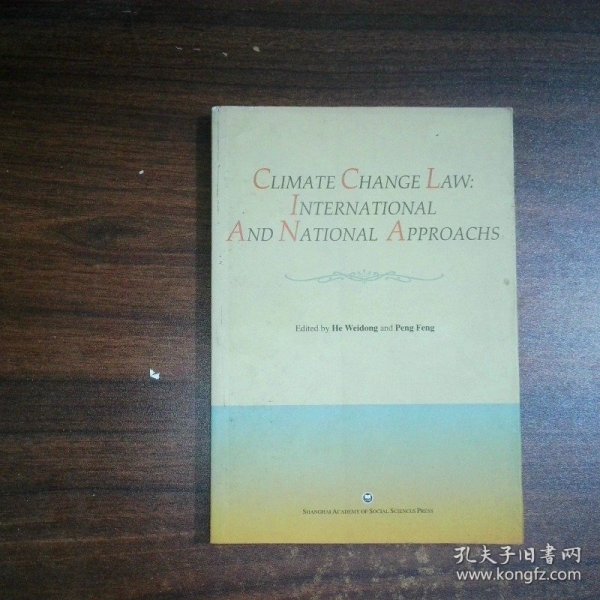 CLIMATE CHANGE LAW:
INTERNATIONAL
AND NATIONAL APPROACHS
Edited by He Weidong and Peng Feng
SHANGHAI ACADEMY OF SOCIAL SCIENCES PRESS
孔夫子旧书网
www.kongfz.com